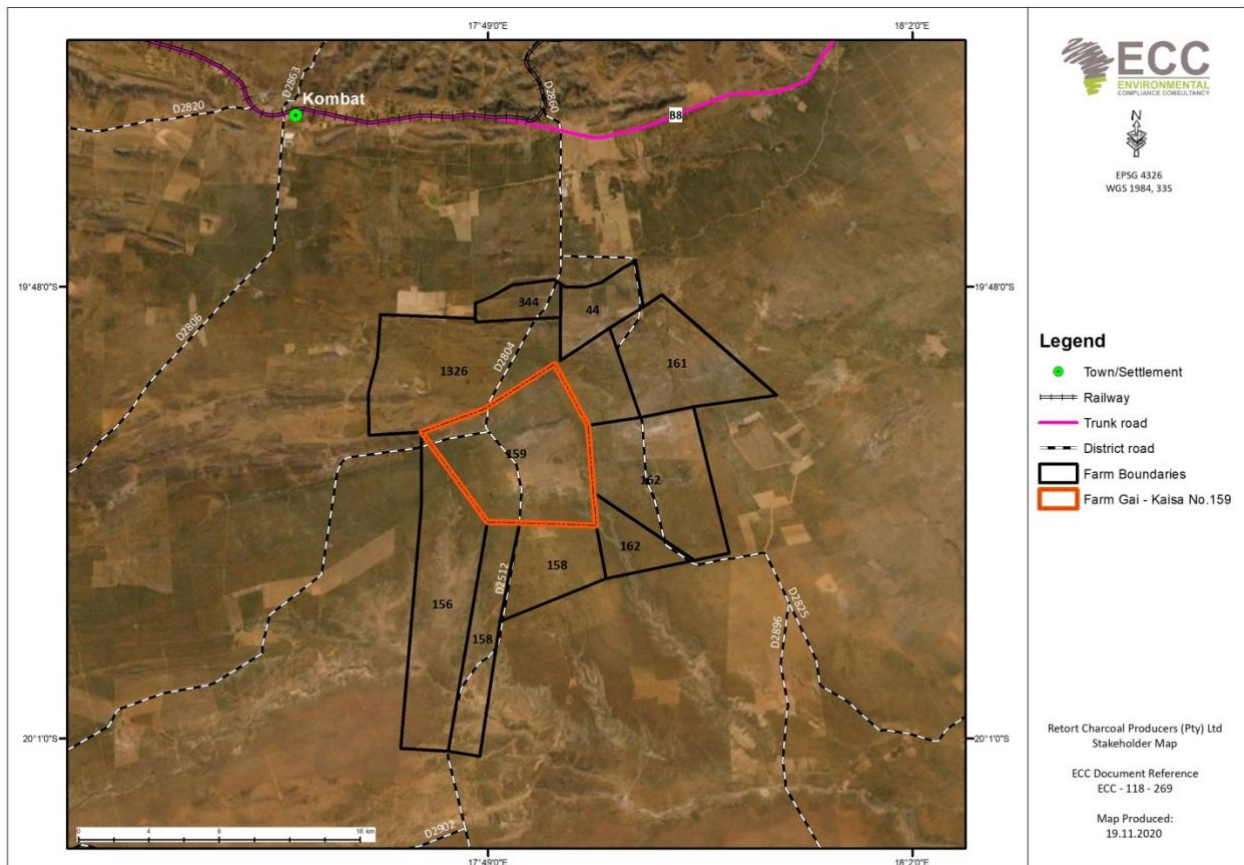 17°49'0"E
18°2'0"E
D2863
D2820
Kombat
D2860
B8
19°48'0"S
19°48'0"S
D2806
344
44
D2804
1326
161
159
162
162
158
D2512
156
158
D2825
D2896
20°1'0"S
20°1'0"S
D2902
0 4 8 16 km
17°49'0"E
18°2'0"E
ECC
ENVIRONMENTAL
COMPLIANCE CONSULTANCY
N
EPSG 4326
WGS 1984, 33S
Legend
Town/Settlement
Railway
Trunk road
District road
Farm Boundaries
Farm Gai - Kaisa No.159
Retort Charcoal Producers (Pty) Ltd
Stakeholder Map
ECC Document Reference
ECC - 118 - 269
Map Produced:
19.11.2020